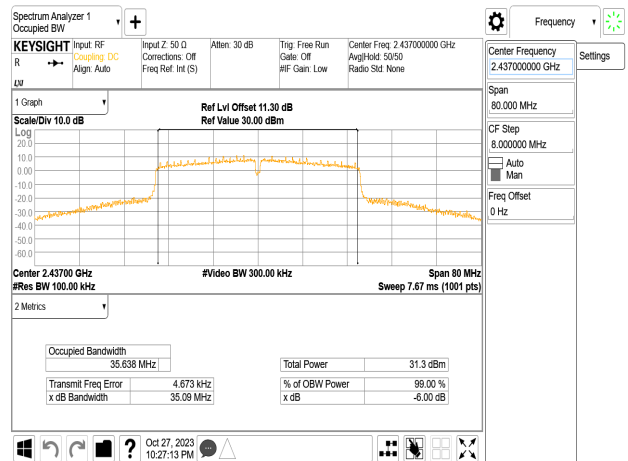 Spectrum Analyzer 1
Occupied BW
▼
+
Frequency ▼
KEYSIGHT
R
LXI
Input: RF
Coupling: DC
Align: Auto
Input Z: 50 Ω
Corrections: Off
Freq Ref: Int (S)
Atten: 30 dB
Trig: Free Run
Gate: Off
#IF Gain: Low
Center Freq: 2.437000000 GHz
Avg|Hold: 50/50
Radio Std: None
Center Frequency
2.437000000 GHz
Settings
Span
80.000 MHz
CF Step
8.000000 MHz
Auto
Man
Freq Offset
0 Hz
1 Graph ▼
Scale/Div 10.0 dB
Ref Lvl Offset 11.30 dB
Ref Value 30.00 dBm
Log
20.0
10.0
0.00
-10.0
-20.0
-30.0
-40.0
-50.0
-60.0
Center 2.43700 GHz
#Video BW 300.00 kHz
Span 80 MHz
#Res BW 100.00 kHz
Sweep 7.67 ms (1001 pts)
2 Metrics ▼
Occupied Bandwidth
35.638 MHz
Total Power 31.3 dBm
Transmit Freq Error 4.673 kHz
% of OBW Power 99.00 %
x dB Bandwidth 35.09 MHz
x dB -6.00 dB
?
Oct 27, 2023
10:27:13 PM